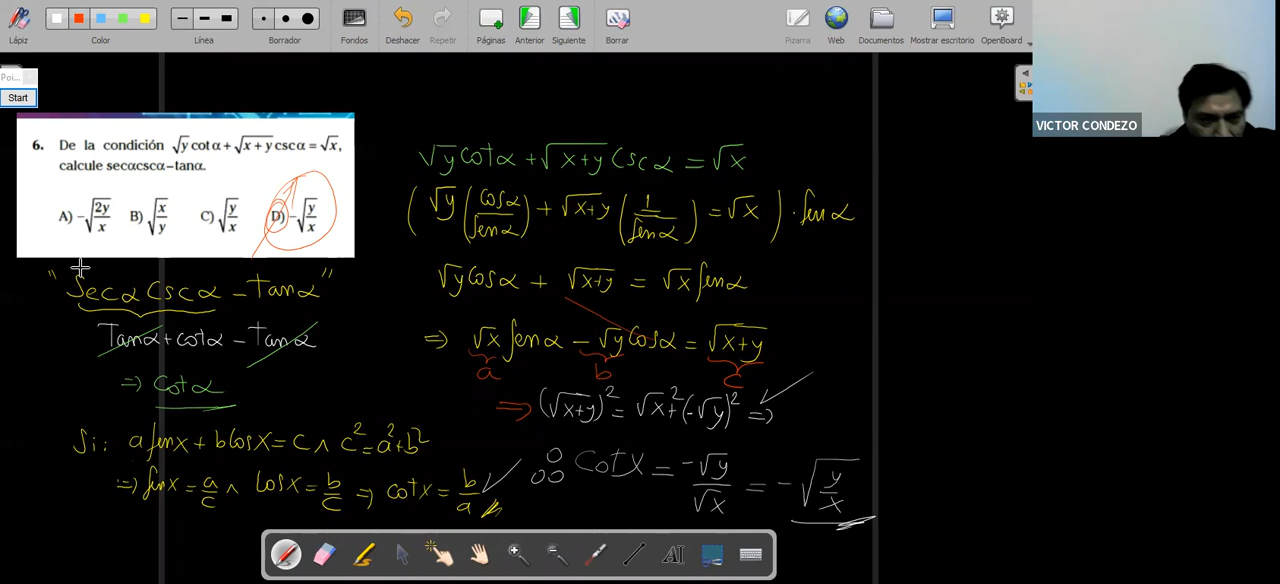 Lápiz Color Línea Borrador Fondos Deshacer Repetir Páginas Anterior Siguiente Borrar Pizarra Web Documentos Mostrar escritorio OpenBoard
Poi...
Start
VICTOR CONDEZO
6. De la condición √y cotα + √x+y cscα = √x,
calcule secαcscα−tanα.
A) −√2y/x B) √x/y C) √y/x D) −√y/x
"Secα Cscα − Tanα"
Tanα + cotα − Tanα
⇒ Cotα
Si: a senx + b Cosx = C ∧ C² = a² + b²
⇒ senx = a/c ∧ Cosx = b/c ⇒ cotx = b/a
√y Cotα + √x+y Cscα = √x
(√y (Cosα/senα) + √x+y (1/senα) = √x) . senα
√y Cosα + √x+y = √x senα
⇒ √x senα − √y Cosα = √x+y
a b c
⇒ (√x+y)² = √x² + (−√y)² ⇒
∴ Cotx = −√y/√x = −√y/x
AI